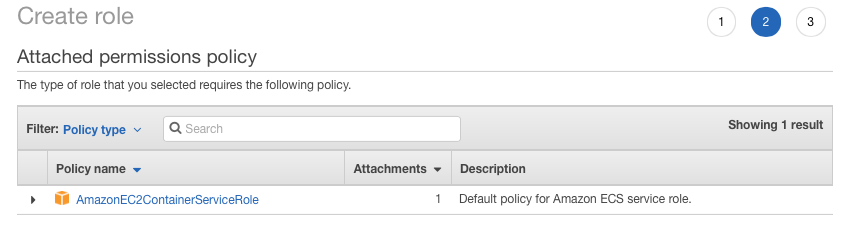 Create role
1 2 3
Attached permissions policy
The type of role that you selected requires the following policy.
Filter: Policy type Search Showing 1 result
Policy name Attachments Description
AmazonEC2ContainerServiceRole 1 Default policy for Amazon ECS service role.